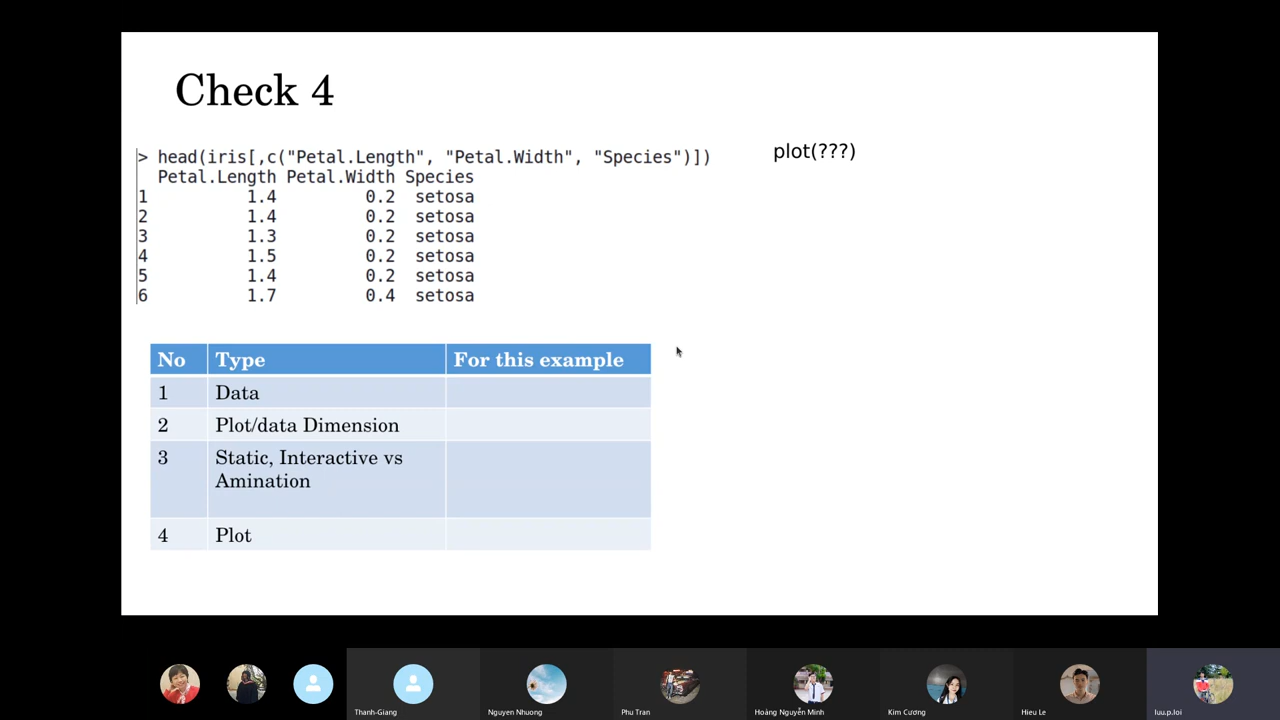 Check 4
> head(iris[,c("Petal.Length", "Petal.Width", "Species")])
Petal.Length Petal.Width Species
1 1.4 0.2 setosa
2 1.4 0.2 setosa
3 1.3 0.2 setosa
4 1.5 0.2 setosa
5 1.4 0.2 setosa
6 1.7 0.4 setosa
plot(???)
No Type For this example
1 Data
2 Plot/data Dimension
3 Static, Interactive vs
Amination
4 Plot
Thanh-Giang
Nguyen Nhuong
Phu Tran
Hoàng Nguyễn Minh
Kim Cương
Hieu Le
luu.p.loi